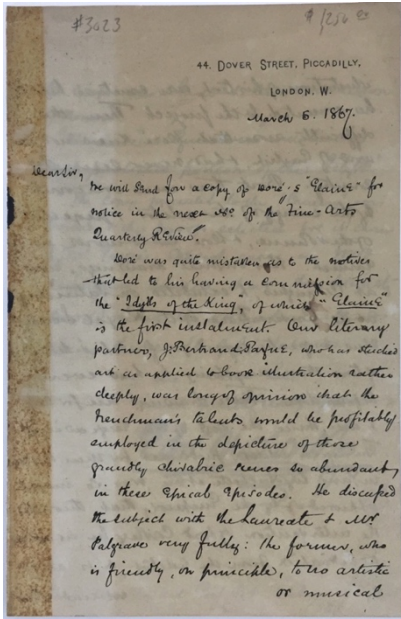 #3023
$1250.00
44. DOVER STREET, PICCADILLY,
LONDON. W.
March 6. 1867.
Dear Sir,
We will send for a copy of Doré's "Elaine" for
notice in the next No. of the Fine-Arts
Quarterly Review.
Doré was quite mistaken as to the motives
that led to his having a commission for
the "Idylls of the King", of which "Elaine"
is the first instalment. Our literary
partner, J. Bertrand Payne, who has studied
art as applied to book illustration rather
deeply, was long of opinion that the
Frenchman's talents would be profitably
employed in the depicture of those
grandly chivalric scenes so abundant
in these Epical Episodes. He discussed
the subject with the Laureate & Mr
Palgrave very fully: the former, who
is friendly, on principle, to no artistic
or musical